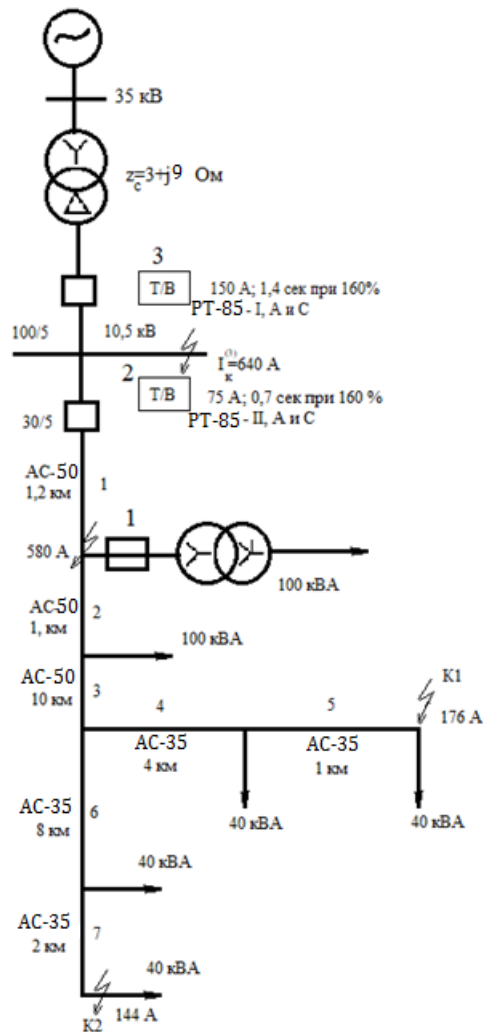 35 кВ
z=3+j9 Ом
с
3
Т/В
150 А; 1,4 сек при 160%
РТ-85 - I, А и С
100/5
10,5 кВ
(3)
I =640 А
к
2
Т/В
75 А; 0,7 сек при 160 %
РТ-85 - II, А и С
30/5
АС-50
1,2 км
1
1
580 А
100 кВА
АС-50
1, км
2
100 кВА
АС-50
10 км
3
4
5
К1
176 А
АС-35
4 км
АС-35
1 км
40 кВА
40 кВА
АС-35
8 км
6
40 кВА
АС-35
2 км
7
40 кВА
144 А
К2